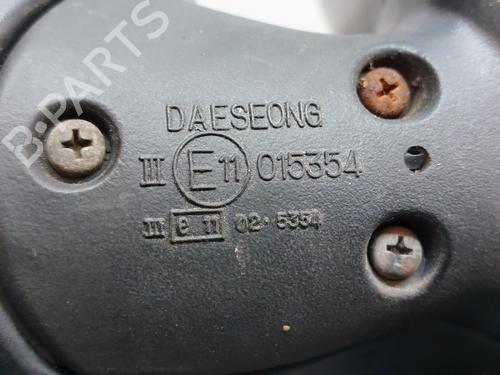 B-PARTS
DAESEONG
III E11 015354
III e 11 02·5354